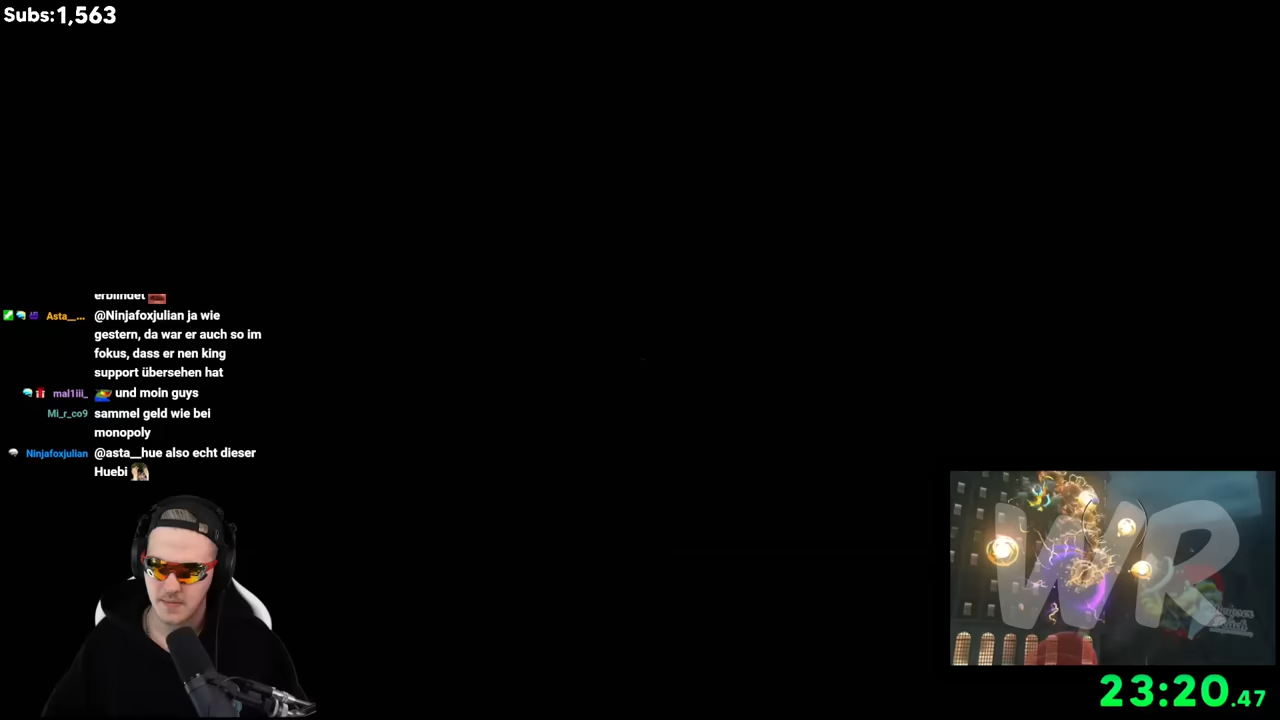 Subs:1,563
erblindet
Asta__... @Ninjafoxjulian ja wie
gestern, da war er auch so im
fokus, dass er nen king
support übersehen hat
mal1iii_ und moin guys
Mi_r_co9 sammel geld wie bei
monopoly
Ninjafoxjulian @asta__hue also echt dieser
Huebi
WR
23:20.47